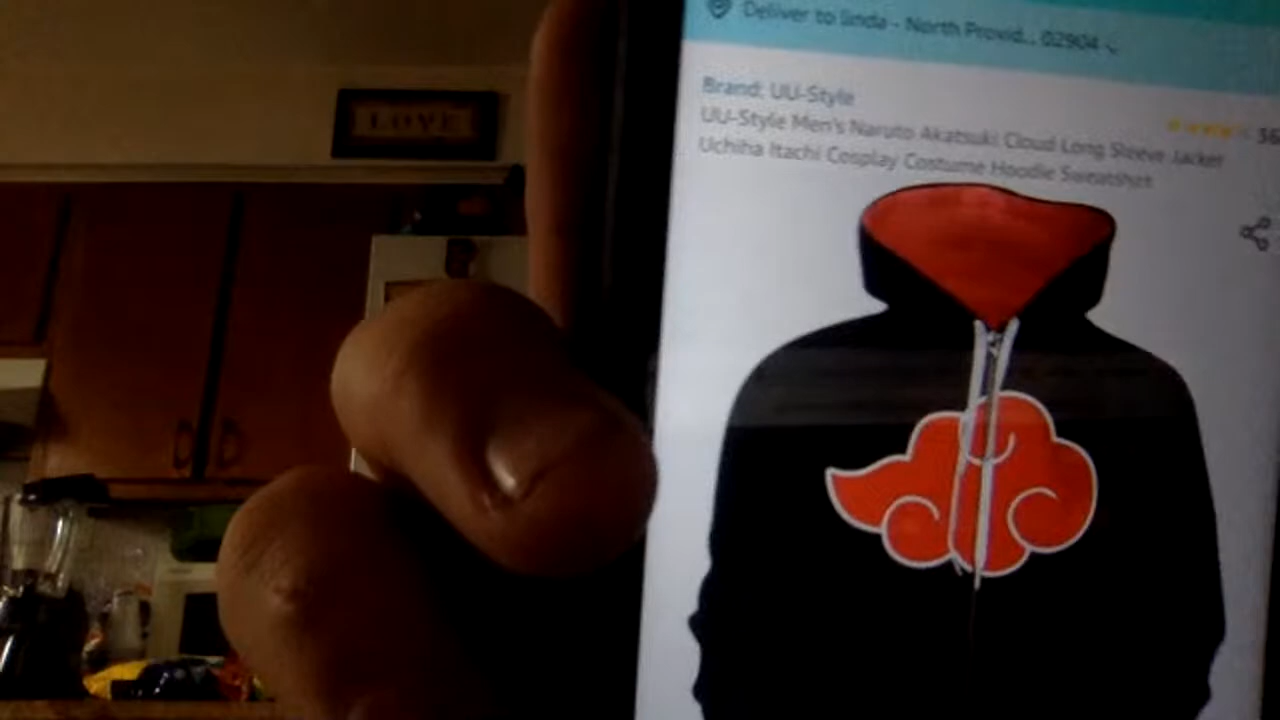 LOVE
Deliver to linda - North Provid... 02904
Brand: UU-Style
UU-Style Men's Naruto Akatsuki Cloud Long Sleeve Jacket
Uchiha Itachi Cosplay Costume Hoodie Sweatshirt